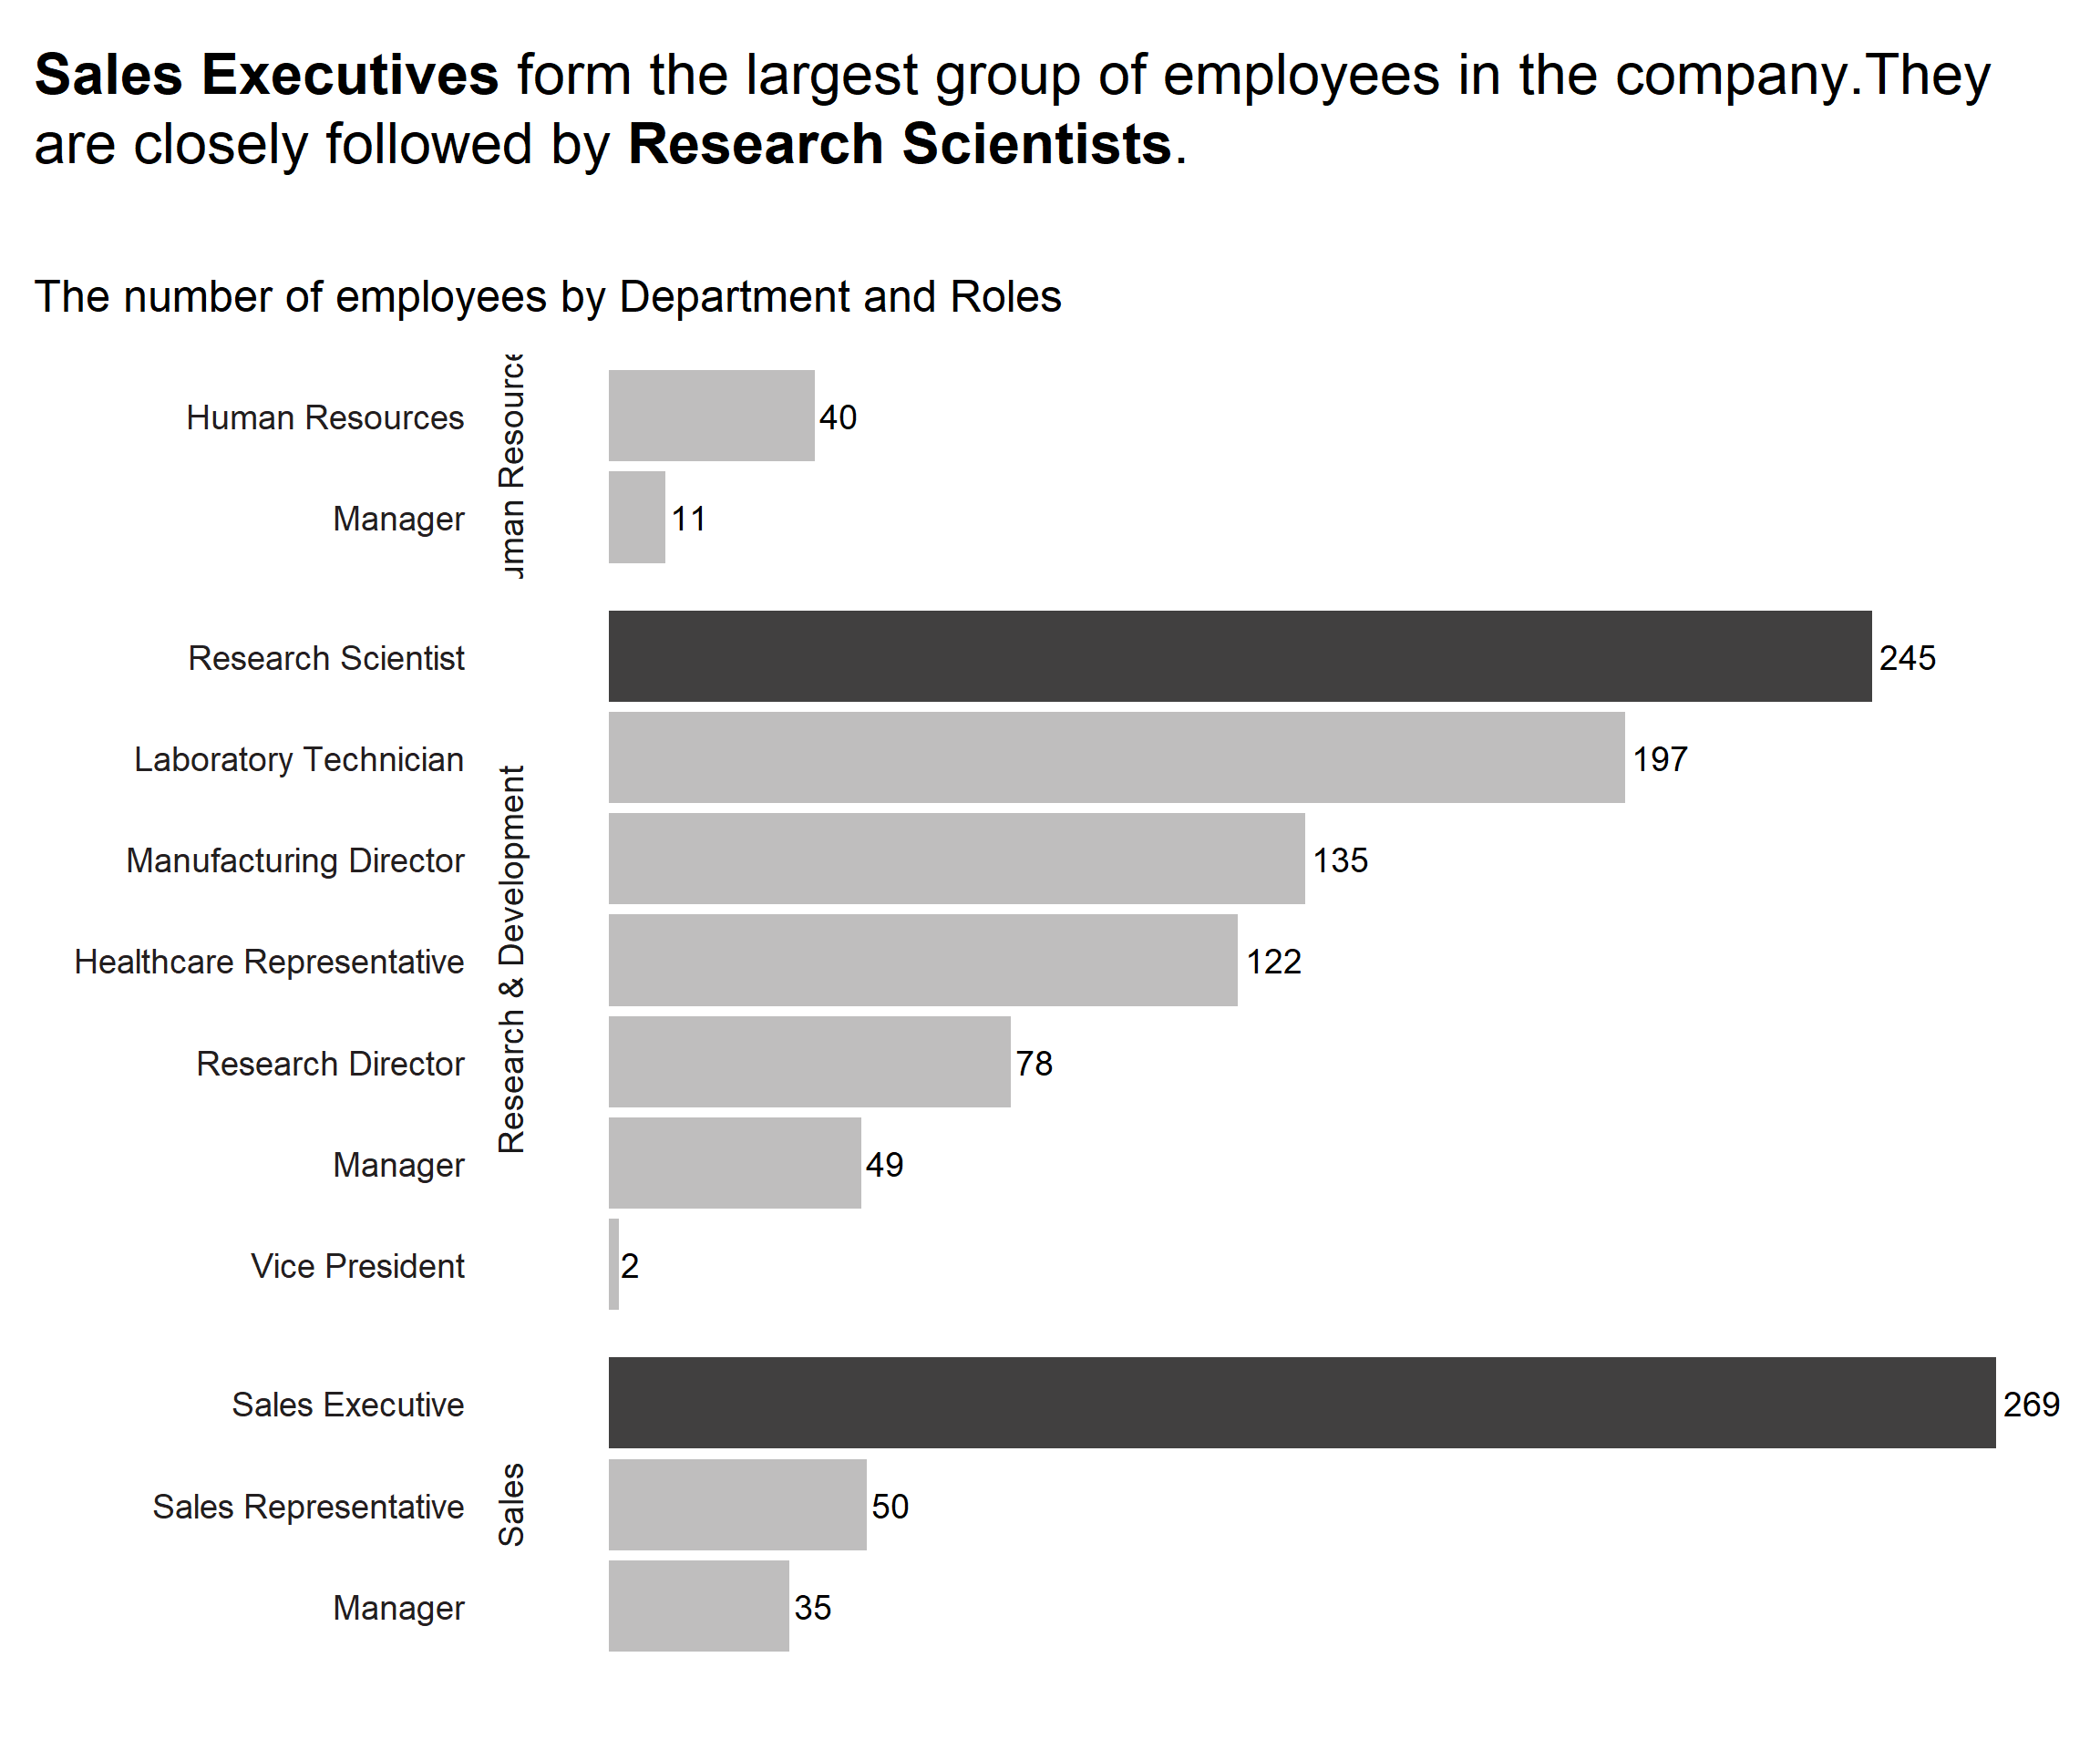 Sales Executives form the largest group of employees in the company.They
are closely followed by Research Scientists.
The number of employees by Department and Roles
uman Resource
Human Resources 40
Manager 11
Research & Development
Research Scientist 245
Laboratory Technician 197
Manufacturing Director 135
Healthcare Representative 122
Research Director 78
Manager 49
Vice President 2
Sales
Sales Executive 269
Sales Representative 50
Manager 35